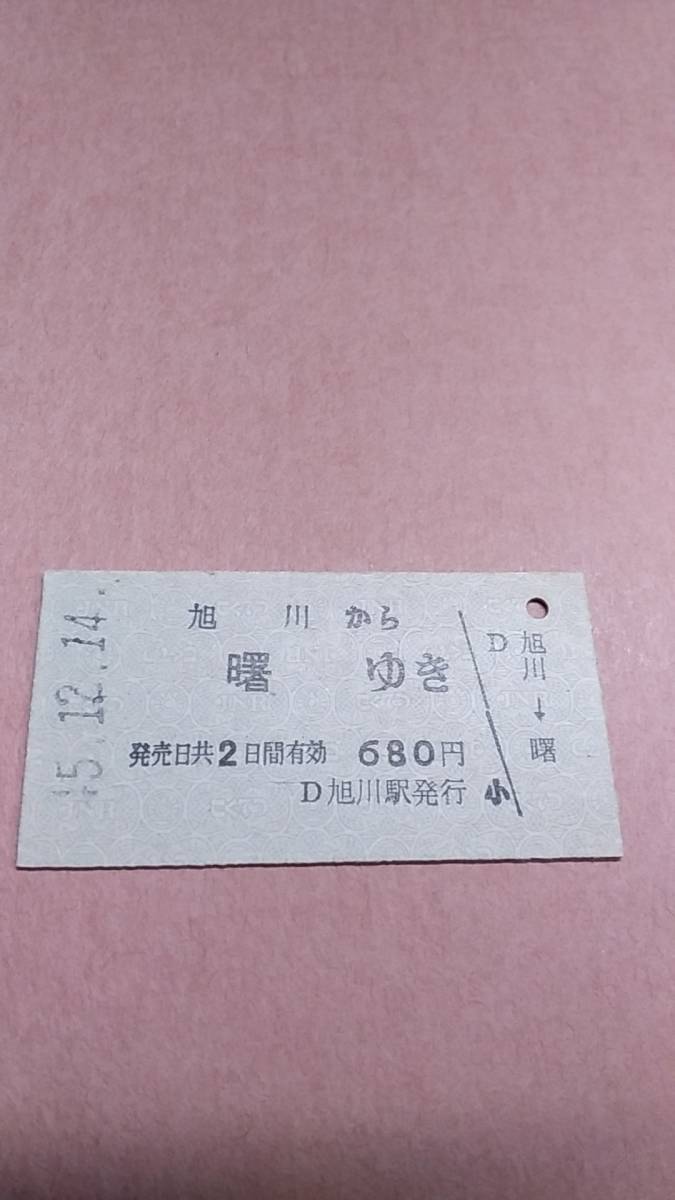 45.12.14
旭川から
曙ゆき
発売日共2日間有効 680円
D旭川駅発行 小
D 旭川→曙